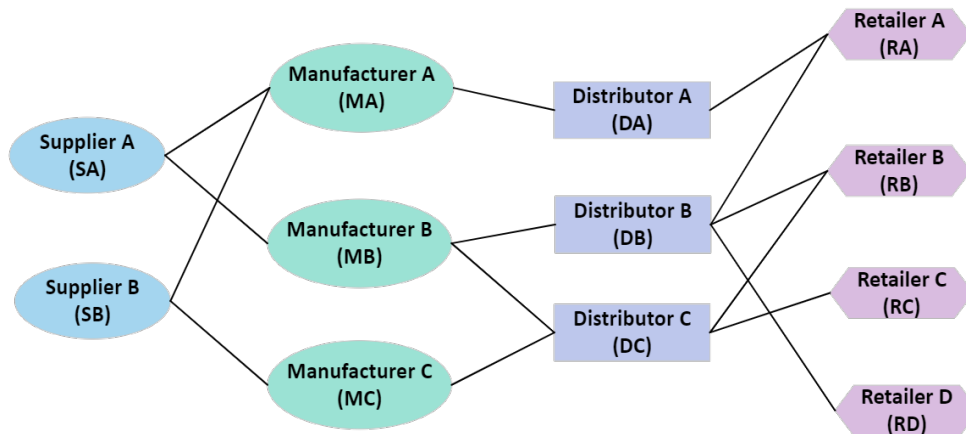 Supplier A
(SA)
Supplier B
(SB)
Manufacturer A
(MA)
Manufacturer B
(MB)
Manufacturer C
(MC)
Distributor A
(DA)
Distributor B
(DB)
Distributor C
(DC)
Retailer A
(RA)
Retailer B
(RB)
Retailer C
(RC)
Retailer D
(RD)